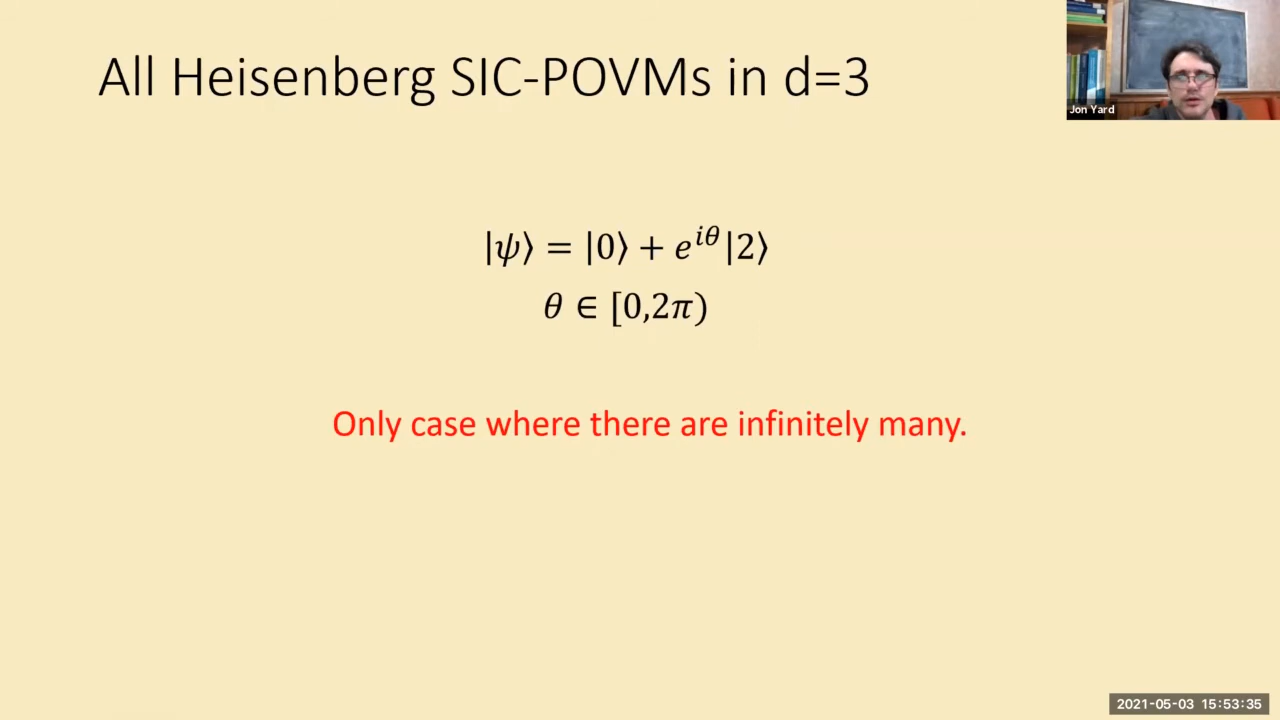 All Heisenberg SIC-POVMs in d=3
Jon Yard
|ψ⟩ = |0⟩ + e^{iθ}|2⟩
θ ∈ [0,2π)
Only case where there are infinitely many.
2021-05-03 15:53:35